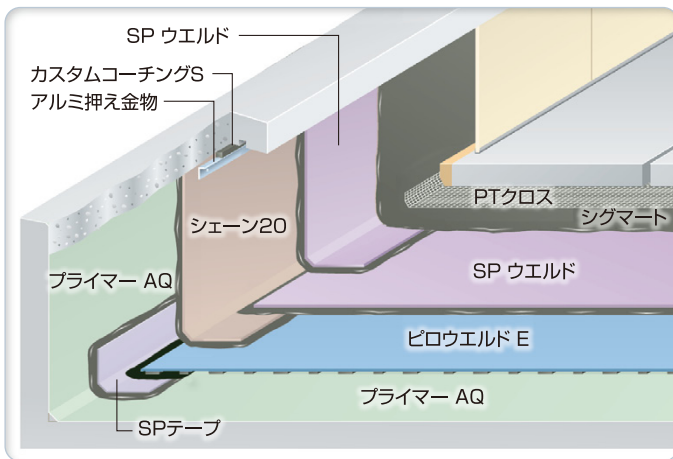 SP ウエルド
カスタムコーチングS
アルミ押え金物
PTクロス
シグマート
シェーン20
プライマー AQ
SP ウエルド
ピロウエルド E
プライマー AQ
SPテープ